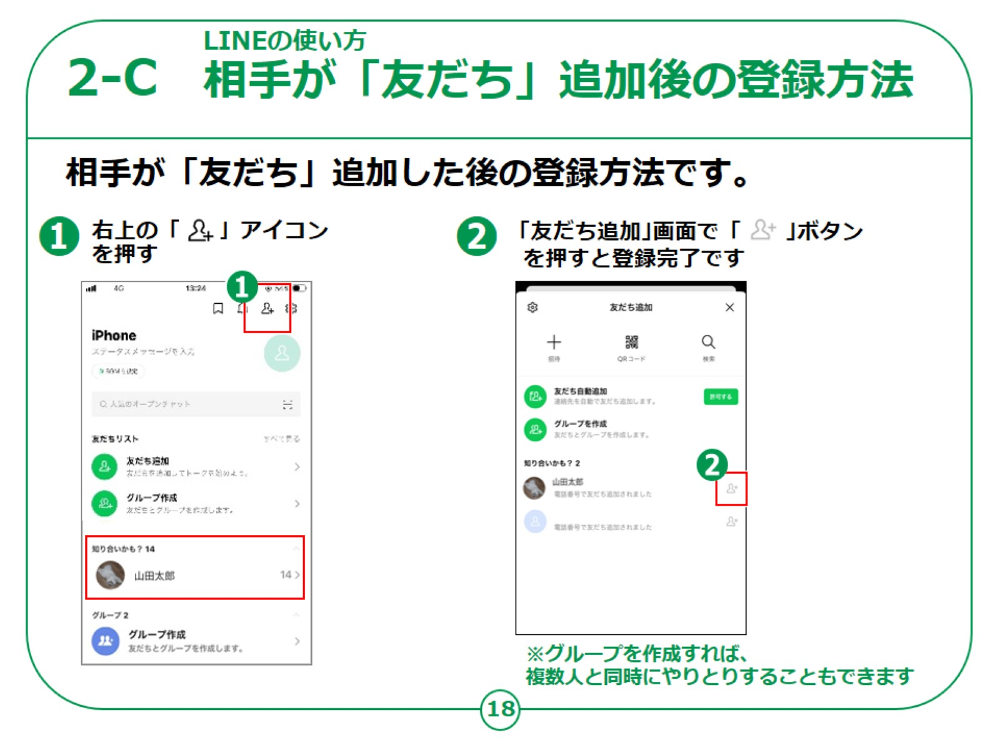 LINEの使い方
2-C 相手が「友だち」追加後の登録方法
相手が「友だち」追加した後の登録方法です。
1 右上の「 」アイコン
を押す
1
4G 13:24
iPhone
ステータスメッセージを入力
BGMを設定
人気のオープンチャット
友だちリスト すべて見る
友だち追加
友だちを追加してトークを始めよう。
グループ作成
友だちとグループを作成します。
知り合いかも? 14
山田太郎 14
グループ 2
グループ作成
友だちとグループを作成します。
2 「友だち追加」画面で「 」ボタン
を押すと登録完了です
友だち追加
招待 QRコード 検索
友だち自動追加
連絡先を自動で友だち追加します。
許可する
グループを作成
友だちとグループを作成します。
知り合いかも? 2
2
山田太郎
電話番号で友だち追加されました
電話番号で友だち追加されました
※グループを作成すれば、
複数人と同時にやりとりすることもできます
18